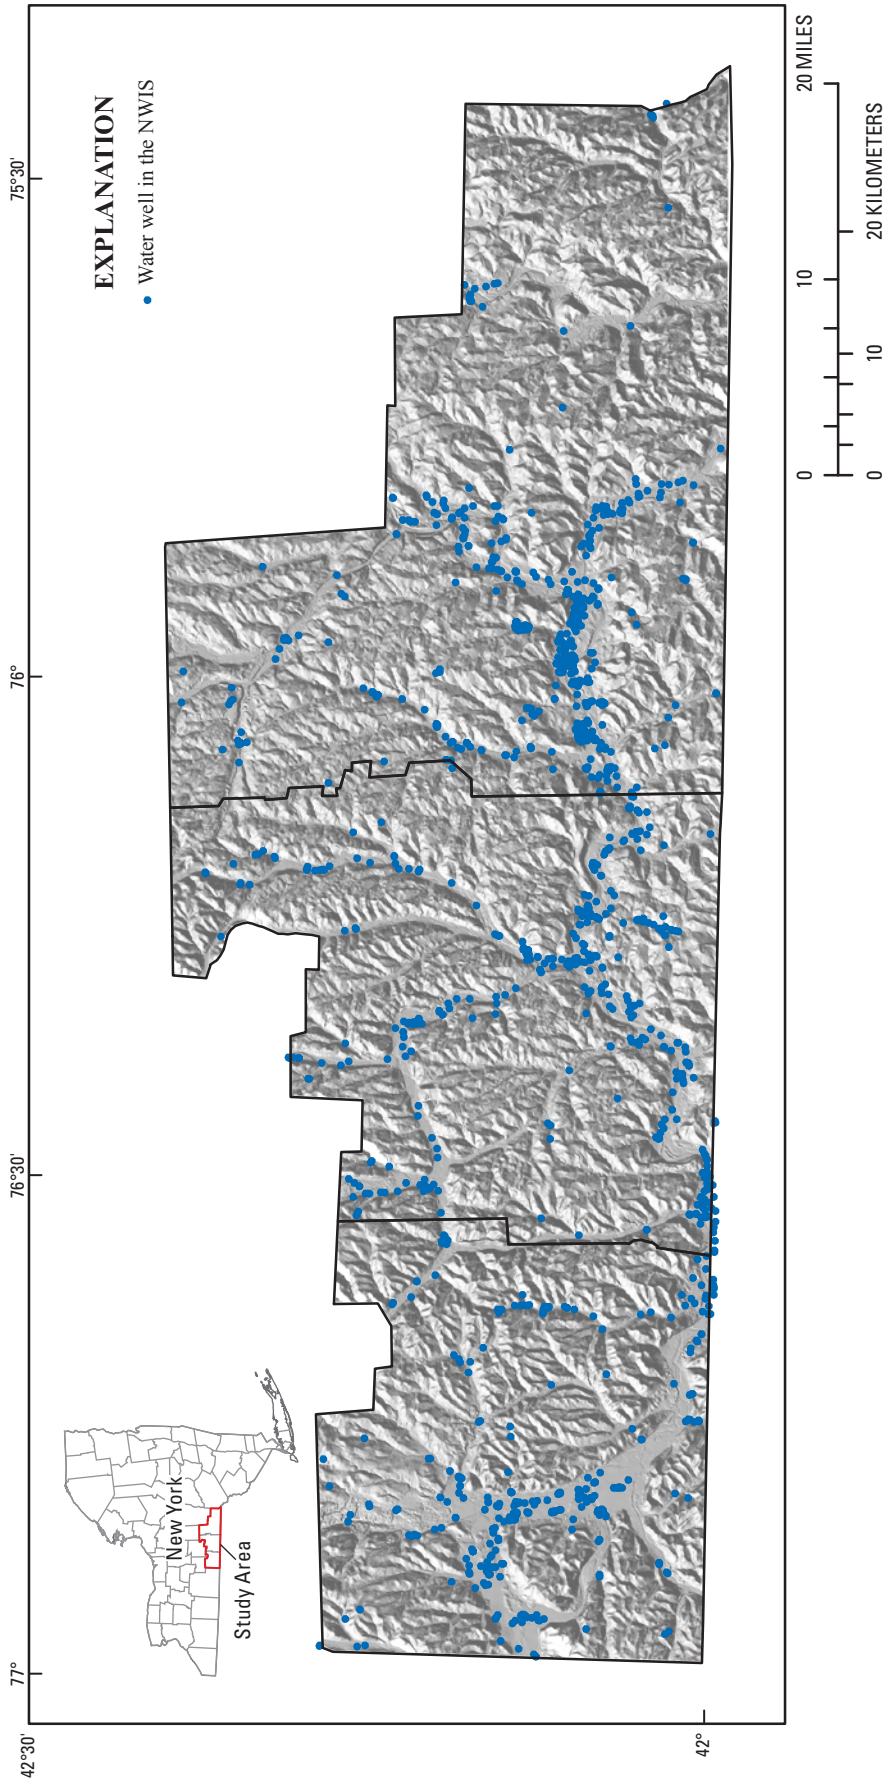 77°
76°30'
76°
75°30'
42°30'
42°
EXPLANATION
Water well in the NWIS
New York
Study Area
0 10 20 MILES
0 10 20 KILOMETERS